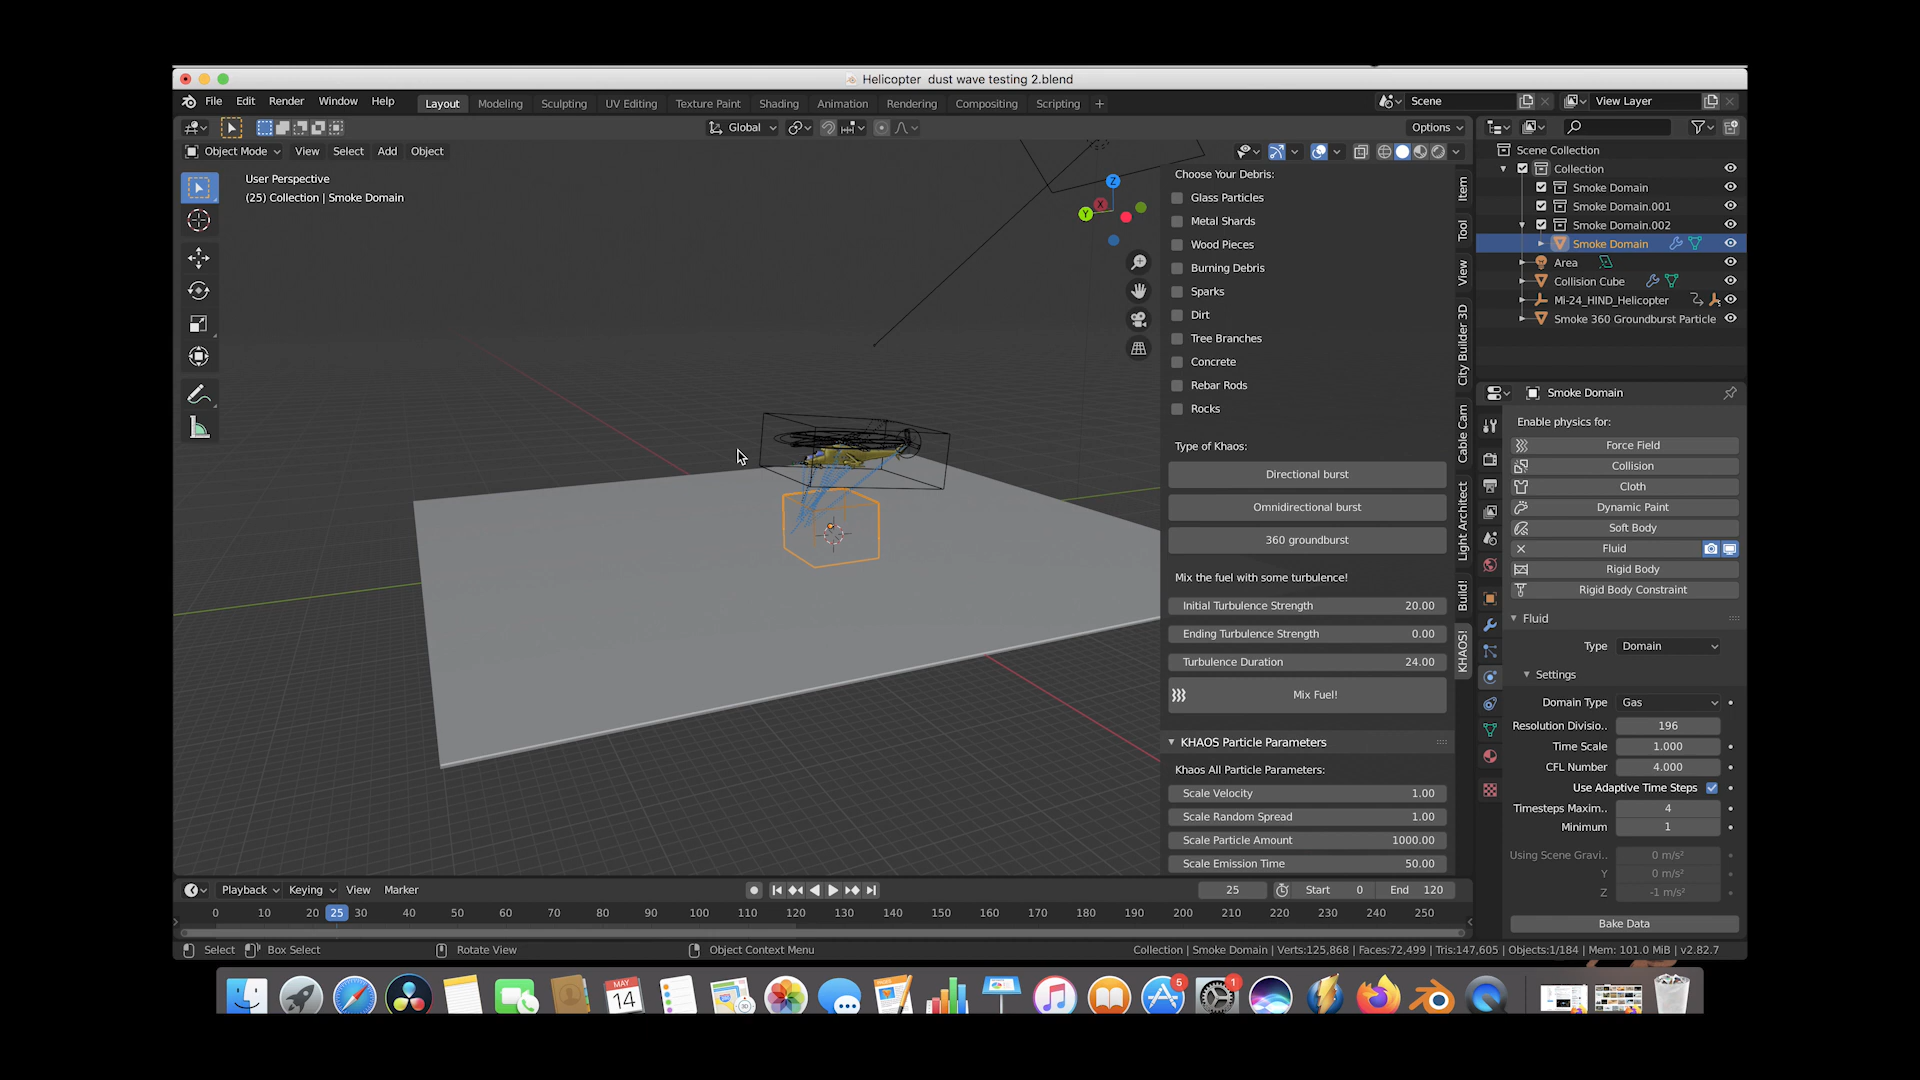 Helicopter dust wave testing 2.blend
File Edit Render Window Help
Layout Modeling Sculpting UV Editing Texture Paint Shading Animation Rendering Compositing Scripting +
Scene
View Layer
Global
Options
Object Mode View Select Add Object
User Perspective
(25) Collection | Smoke Domain
Z
X
Y
Choose Your Debris:
Glass Particles
Metal Shards
Wood Pieces
Burning Debris
Sparks
Dirt
Tree Branches
Concrete
Rebar Rods
Rocks
Type of Khaos:
Directional burst
Omnidirectional burst
360 groundburst
Mix the fuel with some turbulence!
Initial Turbulence Strength 20.00
Ending Turbulence Strength 0.00
Turbulence Duration 24.00
Mix Fuel!
KHAOS Particle Parameters
Khaos All Particle Parameters:
Scale Velocity 1.00
Scale Random Spread 1.00
Scale Particle Amount 1000.00
Scale Emission Time 50.00
Item
Tool
View
City Builder 3D
Cable Cam
Light Architect
Build!
KHAOS!
Scene Collection
Collection
Smoke Domain
Smoke Domain.001
Smoke Domain.002
Smoke Domain
Area
Collision Cube
Mi-24_HIND_Helicopter
Smoke 360 Groundburst Particle
Smoke Domain
Enable physics for:
Force Field
Collision
Cloth
Dynamic Paint
Soft Body
Fluid
Rigid Body
Rigid Body Constraint
Fluid
Type Domain
Settings
Domain Type Gas
Resolution Divisio.. 196
Time Scale 1.000
CFL Number 4.000
Use Adaptive Time Steps
Timesteps Maxim.. 4
Minimum 1
Using Scene Gravi.. 0 m/s²
Y 0 m/s²
Z -1 m/s²
Bake Data
Playback Keying View Marker
25 Start 0 End 120
0 10 20 25 30 40 50 60 70 80 90 100 110 120 130 140 150 160 170 180 190 200 210 220 230 240 250
Select Box Select Rotate View Object Context Menu
Collection | Smoke Domain | Verts:125,868 | Faces:72,499 | Tris:147,605 | Objects:1/184 | Mem: 101.0 MiB | v2.82.7
MAY
14
5
1